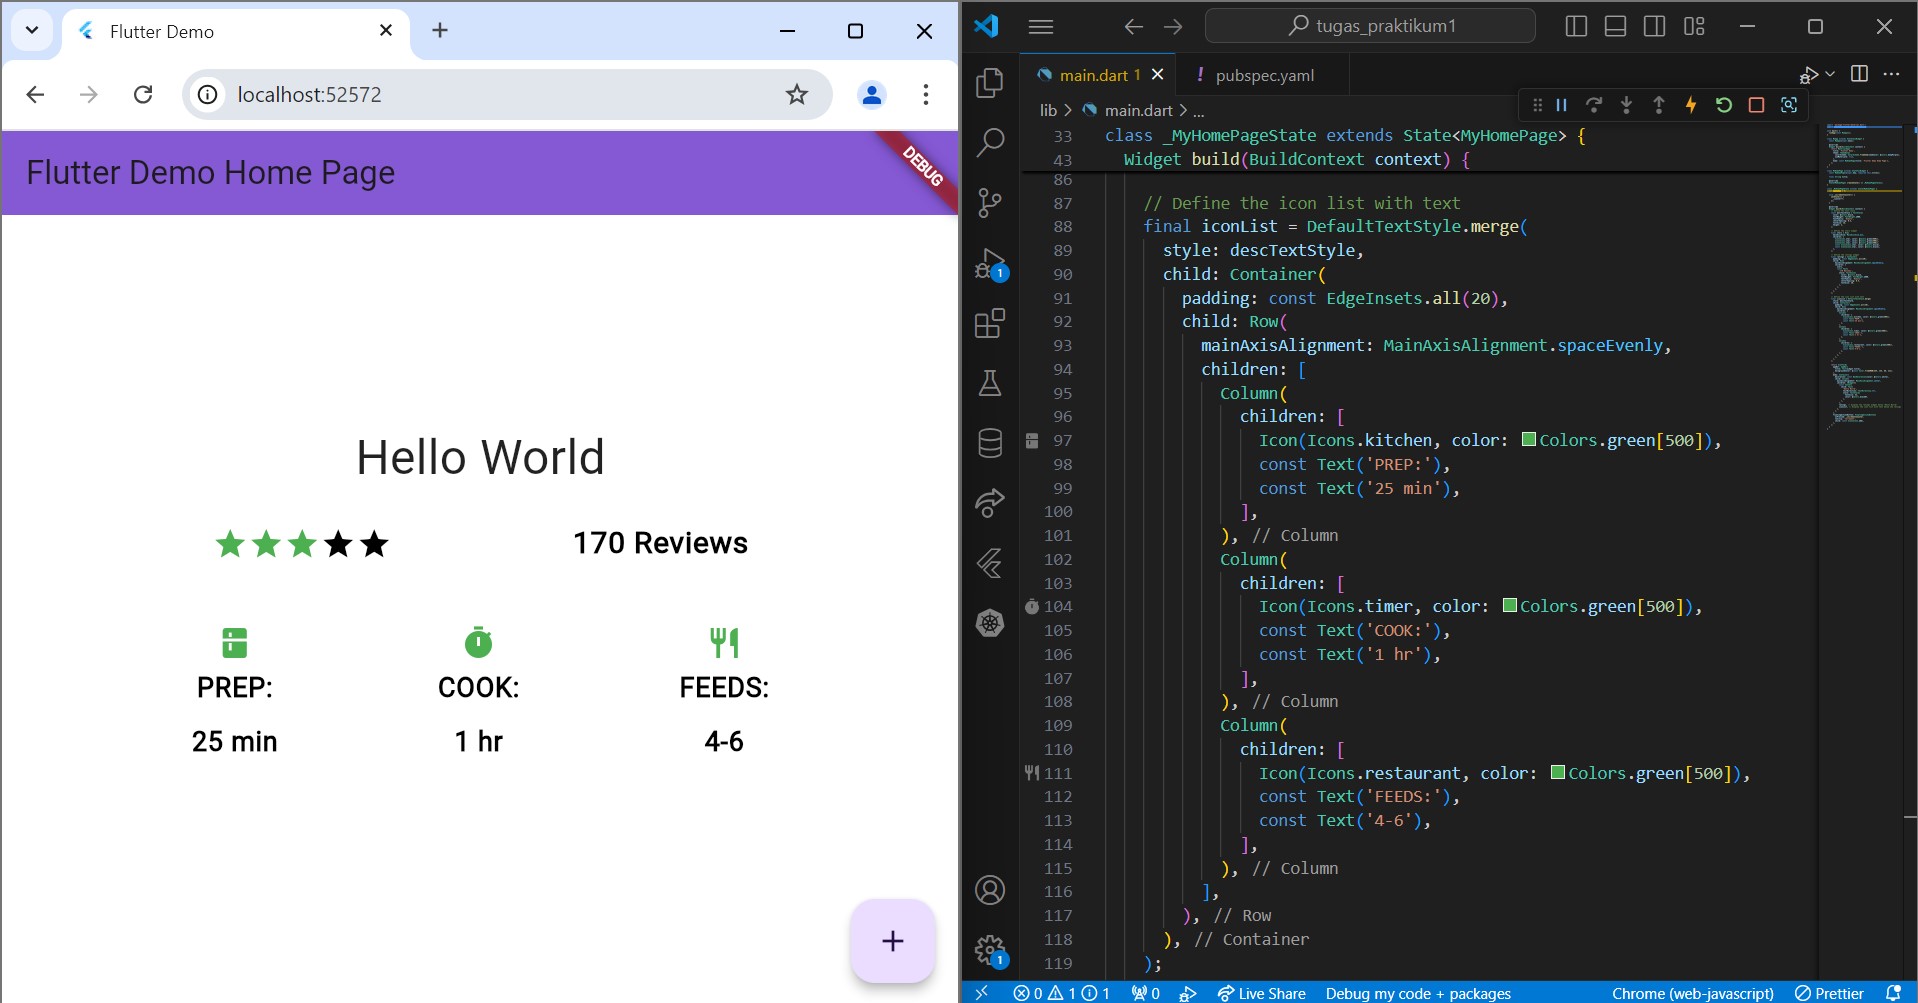 Flutter Demo
localhost:52572
Flutter Demo Home Page
DEBUG
Hello World
170 Reviews
PREP:
COOK:
FEEDS:
25 min
1 hr
4-6
+
tugas_praktikum1
main.dart 1
! pubspec.yaml
lib > main.dart > ...
33 class _MyHomePageState extends State<MyHomePage> {
43 Widget build(BuildContext context) {
86
87 // Define the icon list with text
88 final iconList = DefaultTextStyle.merge(
89 style: descTextStyle,
90 child: Container(
91 padding: const EdgeInsets.all(20),
92 child: Row(
93 mainAxisAlignment: MainAxisAlignment.spaceEvenly,
94 children: [
95 Column(
96 children: [
97 Icon(Icons.kitchen, color: Colors.green[500]),
98 const Text('PREP:'),
99 const Text('25 min'),
100 ],
101 ), // Column
102 Column(
103 children: [
104 Icon(Icons.timer, color: Colors.green[500]),
105 const Text('COOK:'),
106 const Text('1 hr'),
107 ],
108 ), // Column
109 Column(
110 children: [
111 Icon(Icons.restaurant, color: Colors.green[500]),
112 const Text('FEEDS:'),
113 const Text('4-6'),
114 ],
115 ), // Column
116 ],
117 ), // Row
118 ), // Container
119 );
1
1
0 1 1 0 Live Share Debug my code + packages Chrome (web-javascript) Prettier